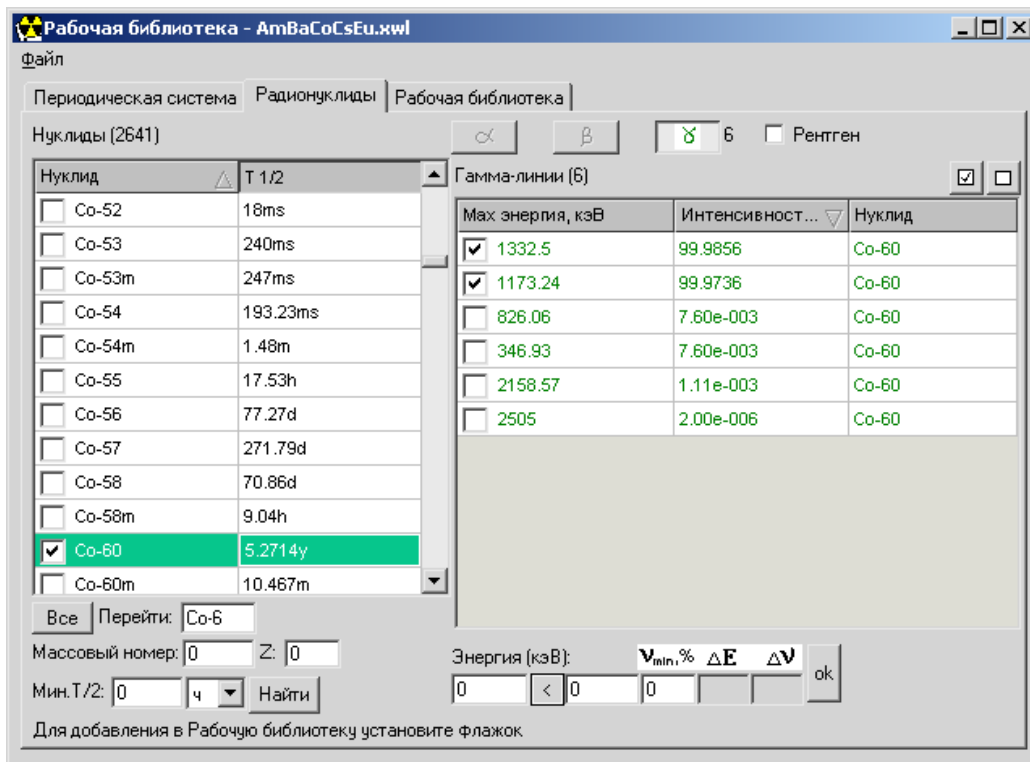 Рабочая библиотека - AmBaCoCsEu.xwl
Файл
Периодическая система Радионуклиды Рабочая библиотека
Нуклиды (2641) α β γ 6 Рентген
Нуклид T 1/2 Гамма-линии (6)
Max энергия, кэВ Интенсивност... Нуклид
Co-52 18ms
Co-53 240ms 1332.5 99.9856 Co-60
Co-53m 247ms 1173.24 99.9736 Co-60
Co-54 193.23ms 826.06 7.60e-003 Co-60
Co-54m 1.48m 346.93 7.60e-003 Co-60
Co-55 17.53h 2158.57 1.11e-003 Co-60
Co-56 77.27d 2505 2.00e-006 Co-60
Co-57 271.79d
Co-58 70.86d
Co-58m 9.04h
Co-60 5.2714y
Co-60m 10.467m
Все Перейти: Co-6
Массовый номер: 0 Z: 0 Энергия (кэВ): νmin,% ΔE Δν
Мин.T/2: 0 ч Найти 0 < 0 0 ok
Для добавления в Рабочую библиотеку установите флажок